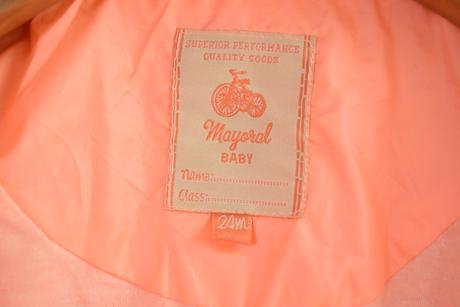 SUPERIOR PERFORMANCE
QUALITY GOODS
Mayoral
BABY
Name:
Class:
24m